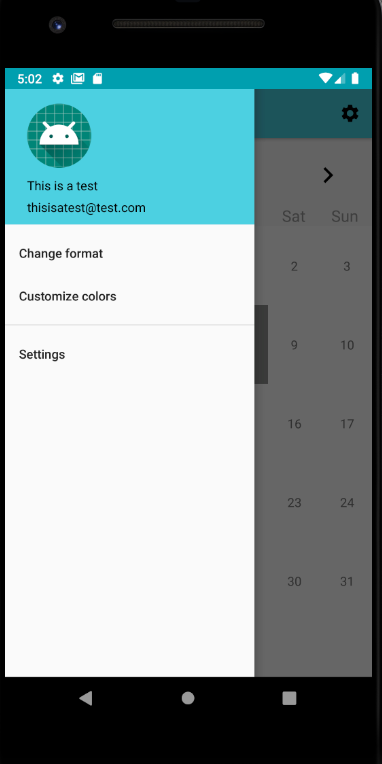 5:02
This is a test
thisisatest@test.com
Change format
Customize colors
Settings
Sat Sun
2 3
9 10
16 17
23 24
30 31